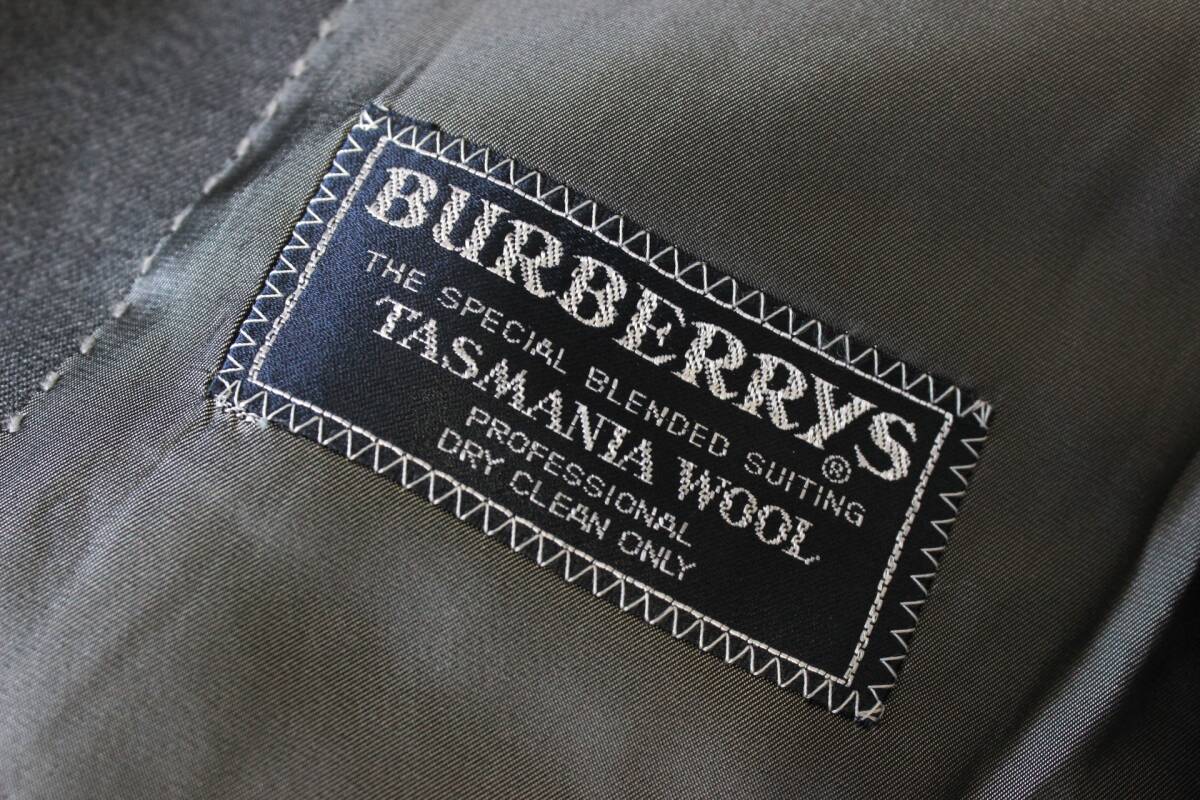 BURBERRYS®
THE SPECIAL BLENDED SUITING
TASMANIA WOOL
PROFESSIONAL
DRY CLEAN ONLY